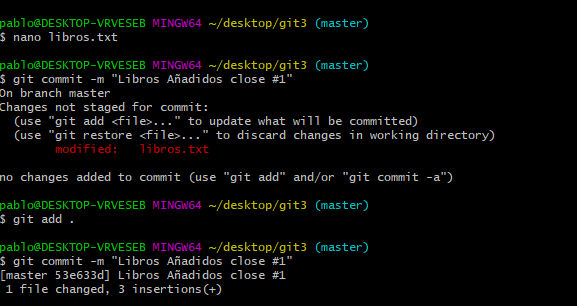 pablo@DESKTOP-VRVESEB MINGW64 ~/desktop/git3 (master)
$ nano libros.txt
pablo@DESKTOP-VRVESEB MINGW64 ~/desktop/git3 (master)
$ git commit -m "Libros Añadidos close #1"
On branch master
Changes not staged for commit:
  (use "git add <file>..." to update what will be committed)
  (use "git restore <file>..." to discard changes in working directory)
        modified:   libros.txt
no changes added to commit (use "git add" and/or "git commit -a")
pablo@DESKTOP-VRVESEB MINGW64 ~/desktop/git3 (master)
$ git add .
pablo@DESKTOP-VRVESEB MINGW64 ~/desktop/git3 (master)
$ git commit -m "Libros Añadidos close #1"
[master 53e633d] Libros Añadidos close #1
 1 file changed, 3 insertions(+)